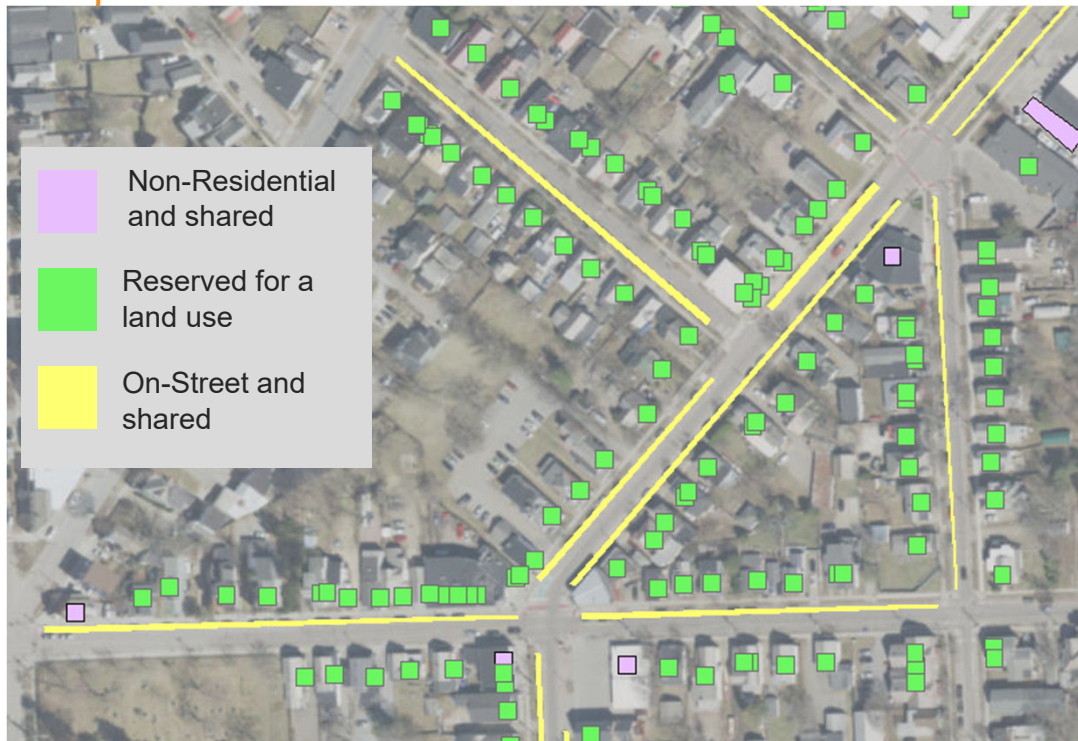 Non-Residential
and shared
Reserved for a
land use
On-Street and
shared